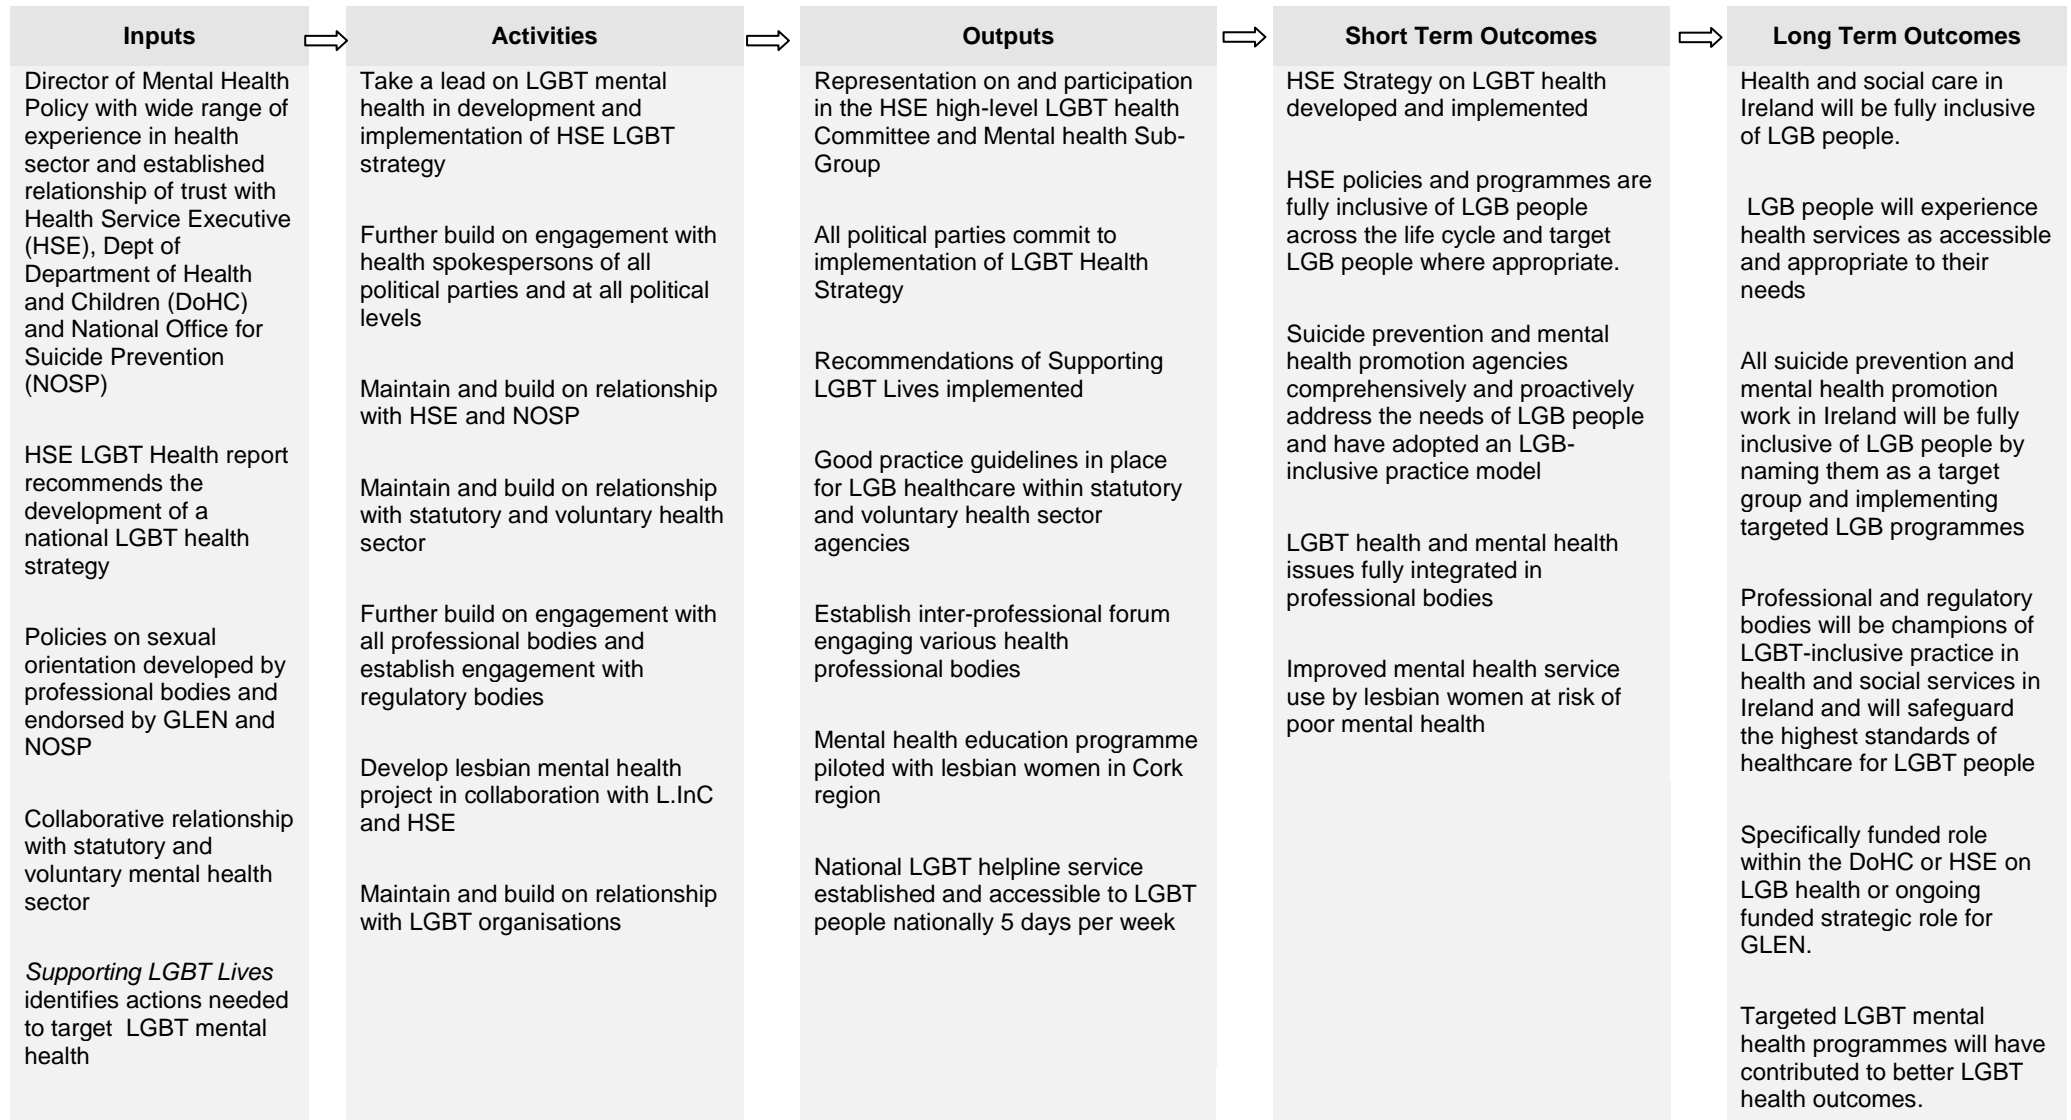 Inputs
Director of Mental Health
Policy with wide range of
experience in health
sector and established
relationship of trust with
Health Service Executive
(HSE), Dept of
Department of Health
and Children (DoHC)
and National Office for
Suicide Prevention
(NOSP)
HSE LGBT Health report
recommends the
development of a
national LGBT health
strategy
Policies on sexual
orientation developed by
professional bodies and
endorsed by GLEN and
NOSP
Collaborative relationship
with statutory and
voluntary mental health
sector
Supporting LGBT Lives
identifies actions needed
to target LGBT mental
health
Activities
Take a lead on LGBT mental
health in development and
implementation of HSE LGBT
strategy
Further build on engagement with
health spokespersons of all
political parties and at all political
levels
Maintain and build on relationship
with HSE and NOSP
Maintain and build on relationship
with statutory and voluntary health
sector
Further build on engagement with
all professional bodies and
establish engagement with
regulatory bodies
Develop lesbian mental health
project in collaboration with L.InC
and HSE
Maintain and build on relationship
with LGBT organisations
Outputs
Representation on and participation
in the HSE high-level LGBT health
Committee and Mental health Sub-
Group
All political parties commit to
implementation of LGBT Health
Strategy
Recommendations of Supporting
LGBT Lives implemented
Good practice guidelines in place
for LGB healthcare within statutory
and voluntary health sector
agencies
Establish inter-professional forum
engaging various health
professional bodies
Mental health education programme
piloted with lesbian women in Cork
region
National LGBT helpline service
established and accessible to LGBT
people nationally 5 days per week
Short Term Outcomes
HSE Strategy on LGBT health
developed and implemented
HSE policies and programmes are
fully inclusive of LGB people
across the life cycle and target
LGB people where appropriate.
Suicide prevention and mental
health promotion agencies
comprehensively and proactively
address the needs of LGB people
and have adopted an LGB-
inclusive practice model
LGBT health and mental health
issues fully integrated in
professional bodies
Improved mental health service
use by lesbian women at risk of
poor mental health
Long Term Outcomes
Health and social care in
Ireland will be fully inclusive
of LGB people.
LGB people will experience
health services as accessible
and appropriate to their
needs
All suicide prevention and
mental health promotion
work in Ireland will be fully
inclusive of LGB people by
naming them as a target
group and implementing
targeted LGB programmes
Professional and regulatory
bodies will be champions of
LGBT-inclusive practice in
health and social services in
Ireland and will safeguard
the highest standards of
healthcare for LGBT people
Specifically funded role
within the DoHC or HSE on
LGB health or ongoing
funded strategic role for
GLEN.
Targeted LGBT mental
health programmes will have
contributed to better LGBT
health outcomes.